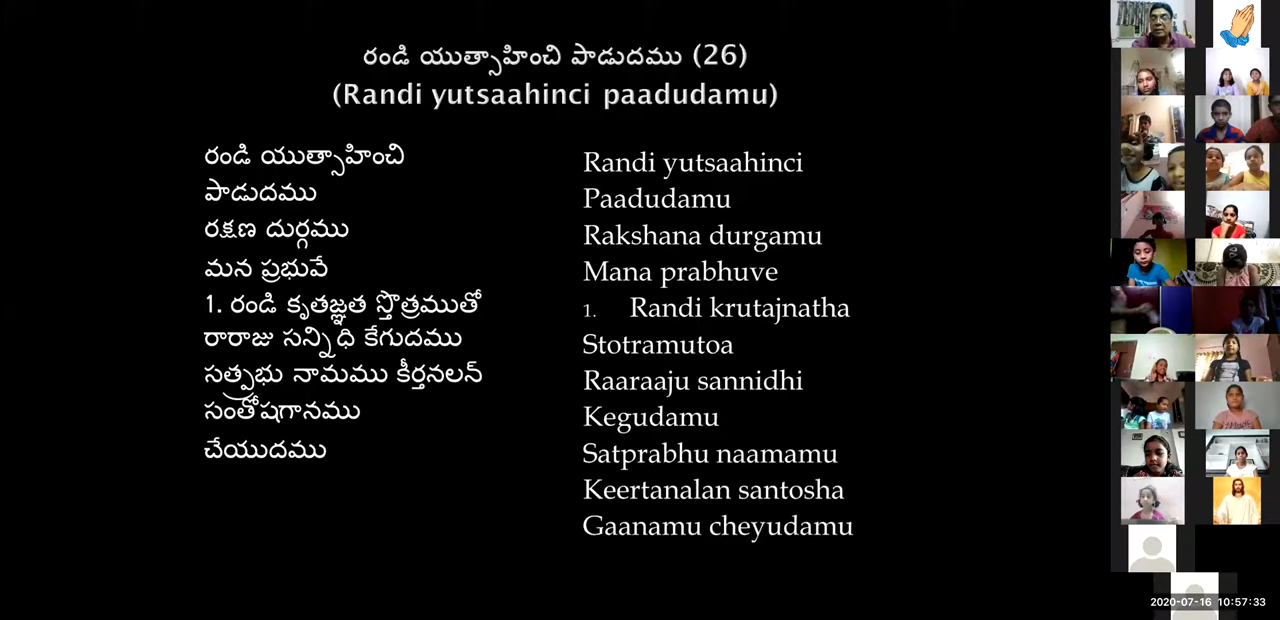 రండి యుత్సాహించి పాడుదము (26)
(Randi yutsaahinci paadudamu)
రండి యుత్సాహించి
పాడుదము
రక్షణ దుర్గము
మన ప్రభువే
1. రండి కృతజ్ఞత స్తొత్రముతో
రారాజు సన్నిధి కేగుదము
సత్ప్రభు నామము కీర్తనలన్
సంతోషగానము
చేయుదము
Randi yutsaahinci
Paadudamu
Rakshana durgamu
Mana prabhuve
1. Randi krutajnatha
Stotramutoa
Raaraaju sannidhi
Kegudamu
Satprabhu naamamu
Keertanalan santosha
Gaanamu cheyudamu
2020-07-16 10:57:33